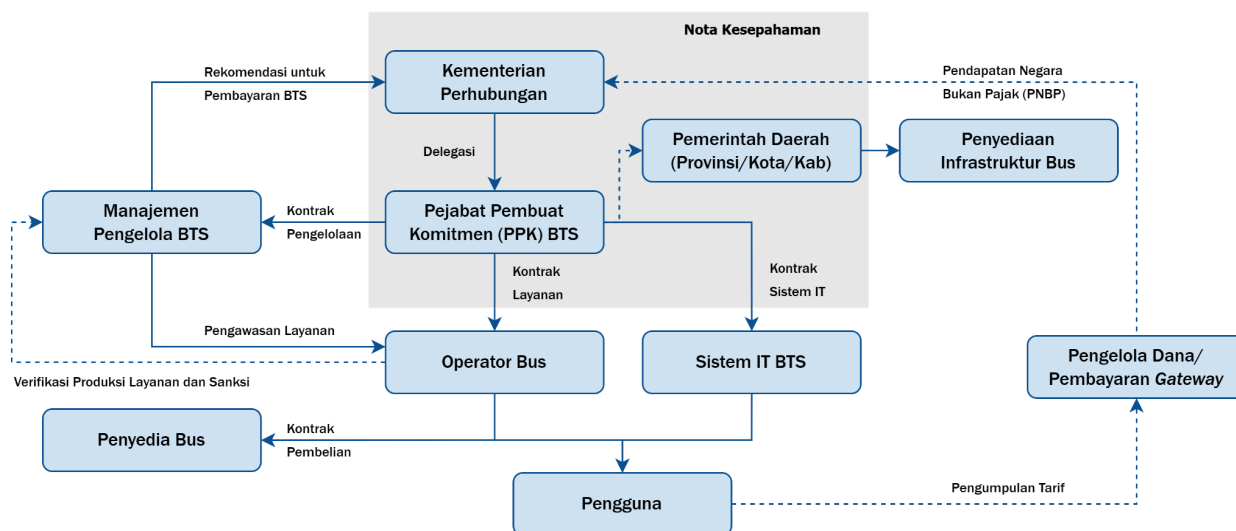 Nota Kesepahaman
Rekomendasi untuk
Pembayaran BTS
Kementerian
Perhubungan
Pendapatan Negara
Bukan Pajak (PNBP)
Delegasi
Pemerintah Daerah
(Provinsi/Kota/Kab)
Penyediaan
Infrastruktur Bus
Manajemen
Pengelola BTS
Kontrak
Pengelolaan
Pejabat Pembuat
Komitmen (PPK) BTS
Kontrak
Layanan
Kontrak
Sistem IT
Pengawasan Layanan
Operator Bus
Sistem IT BTS
Pengelola Dana/
Pembayaran Gateway
Verifikasi Produksi Layanan dan Sanksi
Penyedia Bus
Kontrak
Pembelian
Pengguna
Pengumpulan Tarif